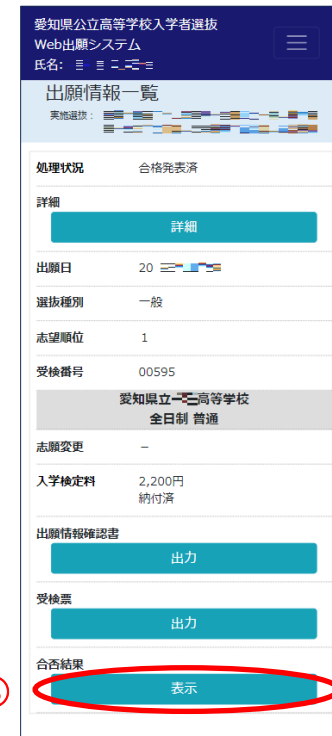 愛知県公立高等学校入学者選抜
Web出願システム
氏名:
出願情報一覧
実施選抜:
処理状況 合格発表済
詳細
詳細
出願日 20
選抜種別 一般
志望順位 1
受検番号 00595
愛知県立 高等学校
全日制 普通
志願変更 －
入学検定料 2,200円
納付済
出願情報確認書
出力
受検票
出力
合否結果
表示